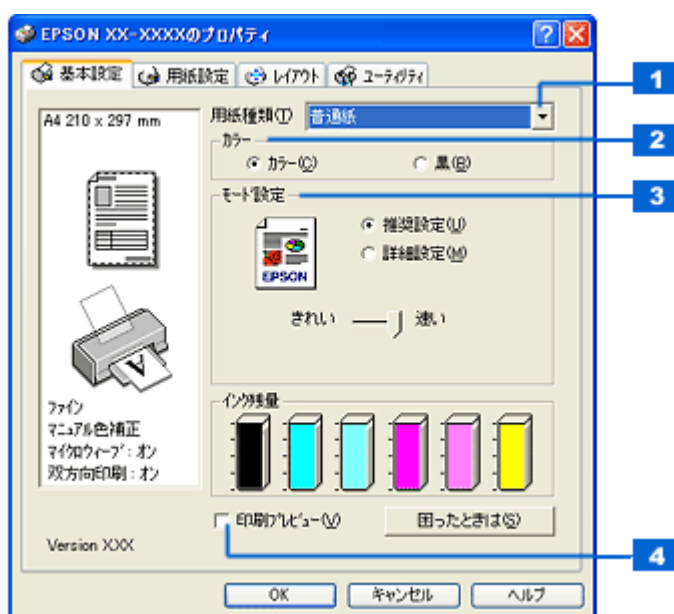 EPSON XX-XXXXのプロパティ
基本設定 用紙設定 レイアウト ユーティリティ
1
A4 210 x 297 mm
用紙種類(T) 普通紙
カラー
2
カラー(C) 黒(B)
モード設定
3
推奨設定(U)
詳細設定(M)
EPSON
きれい 速い
A
ファイン
マニュアル色補正
マイクロウィーブ : オン
双方向印刷 : オン
インク残量
印刷プレビュー(V) 困ったときは(S)
Version XXX
4
OK キャンセル ヘルプ